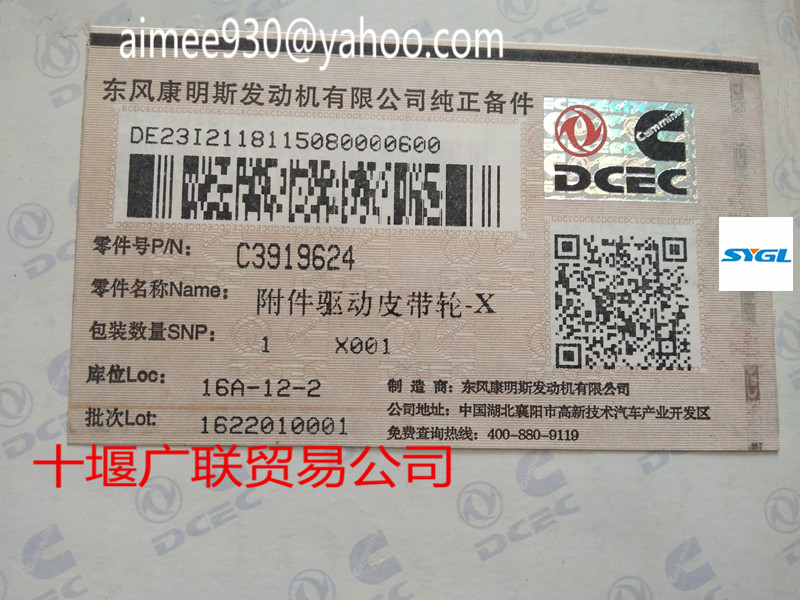 aimee930@yahoo.com
东风康明斯发动机有限公司纯正备件
DE23I2118115080000600
Cummins
DCEC
零件号P/N: C3919624
零件名称Name: 附件驱动皮带轮-X
包装数量SNP: 1 X001
库位Loc: 16A-12-2
批次Lot: 1622010001
制 造 商: 东风康明斯发动机有限公司
公司地址: 中国湖北襄阳市高新技术汽车产业开发区
免费查询热线: 400-880-9119
SYGL
十堰广联贸易公司
DCEC
DCEC
DCEC